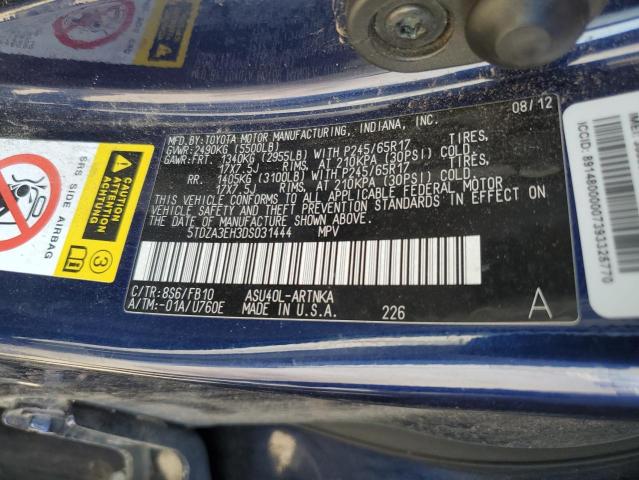 08/12
MFD.BY:TOYOTA MOTOR MANUFACTURING, INDIANA, INC.
GVWR:2490KG (5500LB)
GAWR:FRT. 1340KG (2955LB) WITH P245/65R17 TIRES,
17X7.5J RIMS, AT 210KPA (30PSI) COLD.
RR. 1405KG (3100LB) WITH P245/65R17 TIRES,
17X7.5J RIMS, AT 210KPA (30PSI) COLD.
THIS VEHICLE CONFORMS TO ALL APPLICABLE FEDERAL MOTOR
VEHICLE SAFETY AND THEFT PREVENTION STANDARDS IN EFFECT
ON THE DATE OF MANUFACTURE SHOWN ABOVE.
5TDZA3EH3DS031444 MPV
C/TR:8S6/FB10 ASU40L-ARTNKA
A/TM:-01A/U760E MADE IN U.S.A. 226 A
SRS SIDE AIRBAG
ICCID: 89148000007393325770